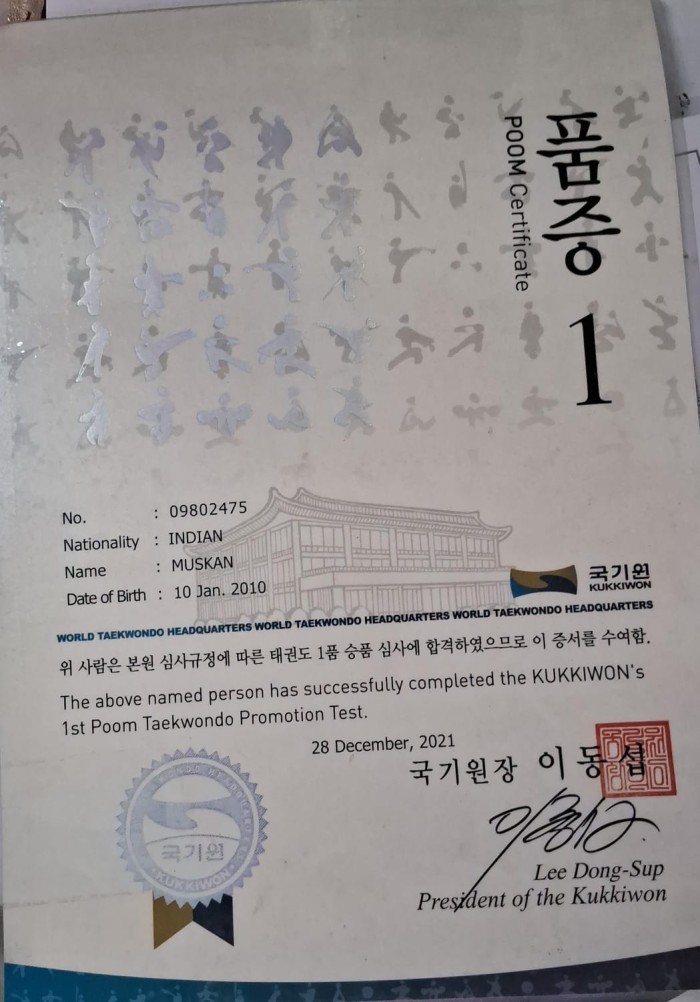 품증 1
POOM Certificate
No. : 09802475
Nationality : INDIAN
Name : MUSKAN
Date of Birth : 10 Jan. 2010
국기원
KUKKIWON
WORLD TAEKWONDO HEADQUARTERS WORLD TAEKWONDO HEADQUARTERS WORLD TAEKWONDO HEADQUARTERS
위 사람은 본원 심사규정에 따른 태권도 1품 승품 심사에 합격하였으므로 이 증서를 수여함.
The above named person has successfully completed the KUKKIWON's
1st Poom Taekwondo Promotion Test.
28 December, 2021
국기원장 이동섭
Lee Dong-Sup
President of the Kukkiwon
국기원
KUKKIWON